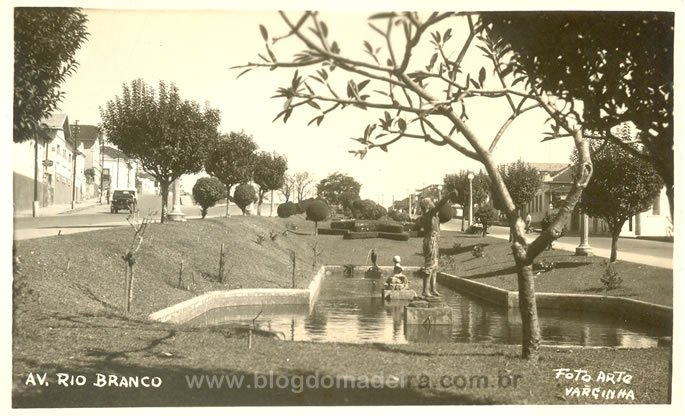 AV. RIO BRANCO
www.blogdomadeira.com.br
FOTO ARTE
VARGINHA